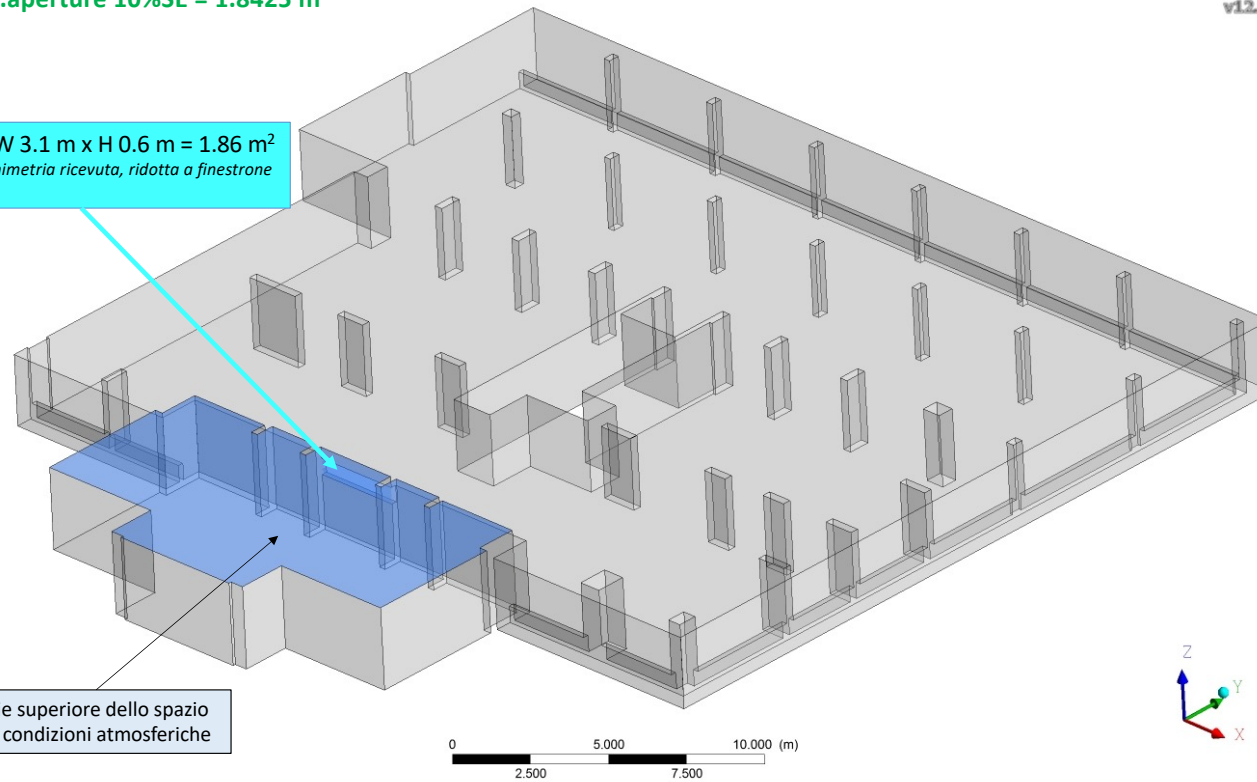 .aperture 10%SL = 1.8425 m
v12.
W 3.1 m x H 0.6 m = 1.86 m²
nimetria ricevuta, ridotta a finestrone
e superiore dello spazio
condizioni atmosferiche
0 5.000 10.000 (m)
2.500 7.500
Z
Y
X